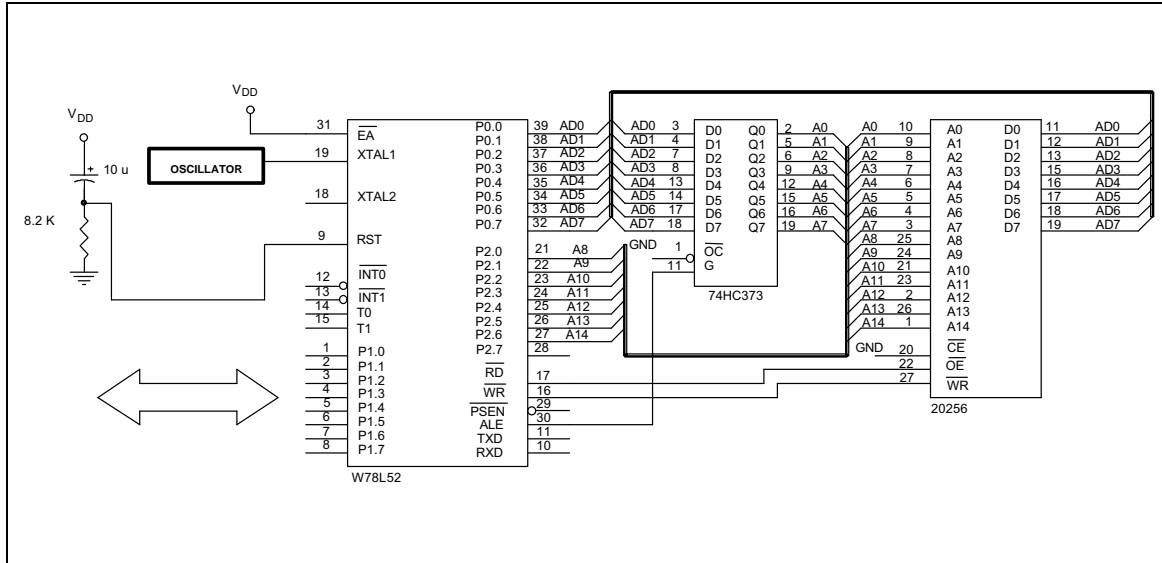 VDD
VDD
10 u
8.2 K
OSCILLATOR
31 EA
19 XTAL1
18 XTAL2
9 RST
12 INT0
13 INT1
14 T0
15 T1
1 P1.0
2 P1.1
3 P1.2
4 P1.3
5 P1.4
6 P1.5
7 P1.6
8 P1.7
P0.0 39 AD0
P0.1 38 AD1
P0.2 37 AD2
P0.3 36 AD3
P0.4 35 AD4
P0.5 34 AD5
P0.6 33 AD6
P0.7 32 AD7
P2.0 21 A8
P2.1 22 A9
P2.2 23 A10
P2.3 24 A11
P2.4 25 A12
P2.5 26 A13
P2.6 27 A14
P2.7 28
RD 17
WR 16
PSEN 29
ALE 30
TXD 11
RXD 10
W78L52
AD0 3 D0 Q0 2 A0
AD1 4 D1 Q1 5 A1
AD2 7 D2 Q2 6 A2
AD3 8 D3 Q3 9 A3
AD4 13 D4 Q4 12 A4
AD5 14 D5 Q5 15 A5
AD6 17 D6 Q6 16 A6
AD7 18 D7 Q7 19 A7
GND 1 OC
11 G
74HC373
A0 10 A0 D0 11 AD0
A1 9 A1 D1 12 AD1
A2 8 A2 D2 13 AD2
A3 7 A3 D3 15 AD3
A4 6 A4 D4 16 AD4
A5 5 A5 D5 17 AD5
A6 4 A6 D6 18 AD6
A7 3 A7 D7 19 AD7
A8 25 A8
A9 24 A9
A10 21 A10
A11 23 A11
A12 2 A12
A13 26 A13
A14 1 A14
GND 20 CE
22 OE
27 WR
20256